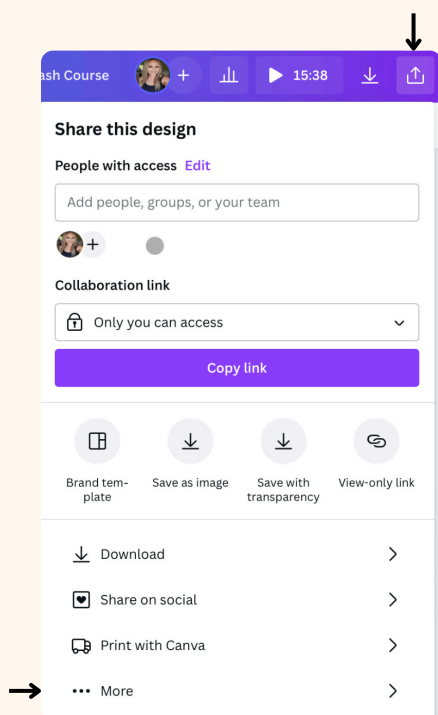 ash Course + 15:38
Share this design
People with access Edit
Add people, groups, or your team
+
Collaboration link
Only you can access
Copy link
Brand tem-
plate
Save as image
Save with
transparency
View-only link
Download
Share on social
Print with Canva
More